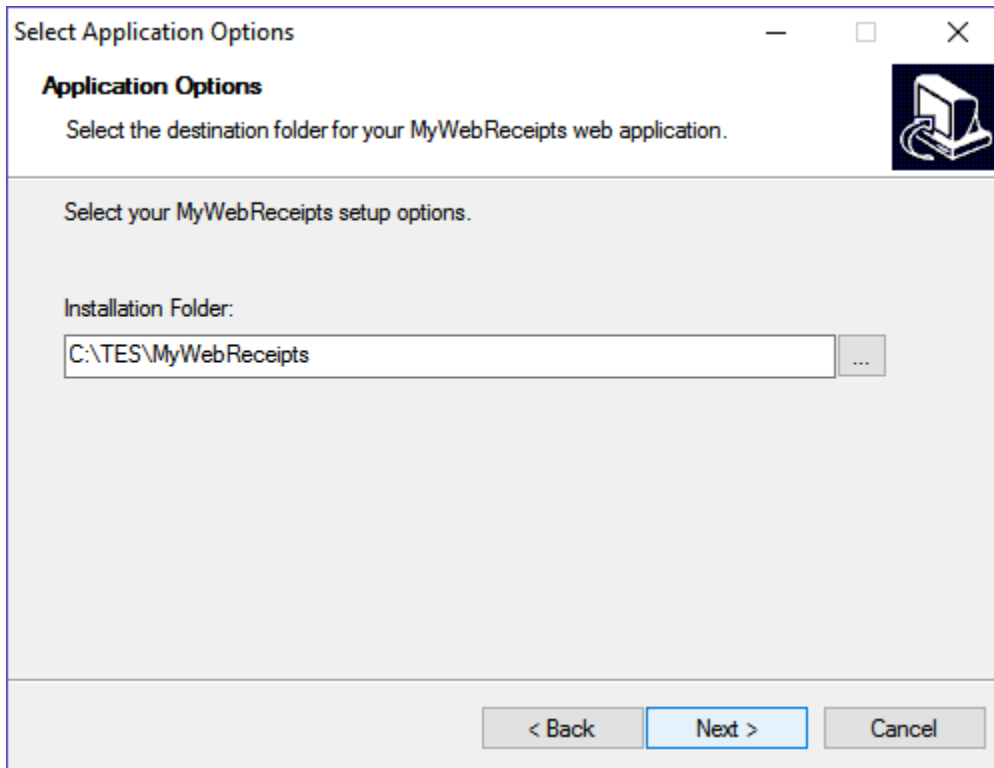 Select Application Options
Application Options
Select the destination folder for your MyWebReceipts web application.
Select your MyWebReceipts setup options.
Installation Folder:
C:\TES\MyWebReceipts
...
< Back
Next >
Cancel